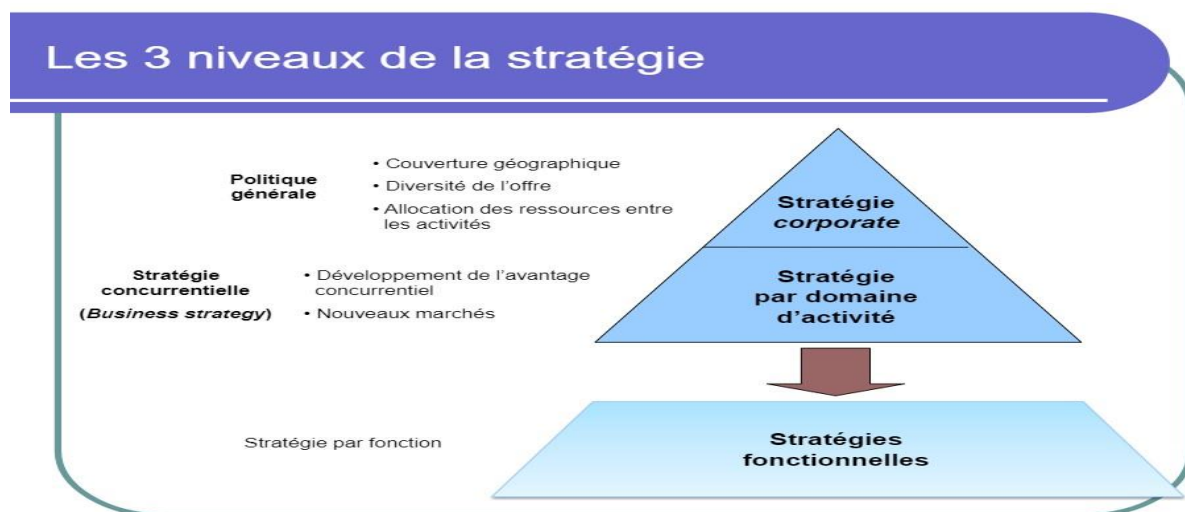 Les 3 niveaux de la stratégie
Politique
générale
• Couverture géographique
• Diversité de l'offre
• Allocation des ressources entre
les activités
Stratégie
corporate
Stratégie
concurrentielle
(Business strategy)
• Développement de l'avantage
concurrentiel
• Nouveaux marchés
Stratégie
par domaine
d'activité
Stratégie par fonction
Stratégies
fonctionnelles